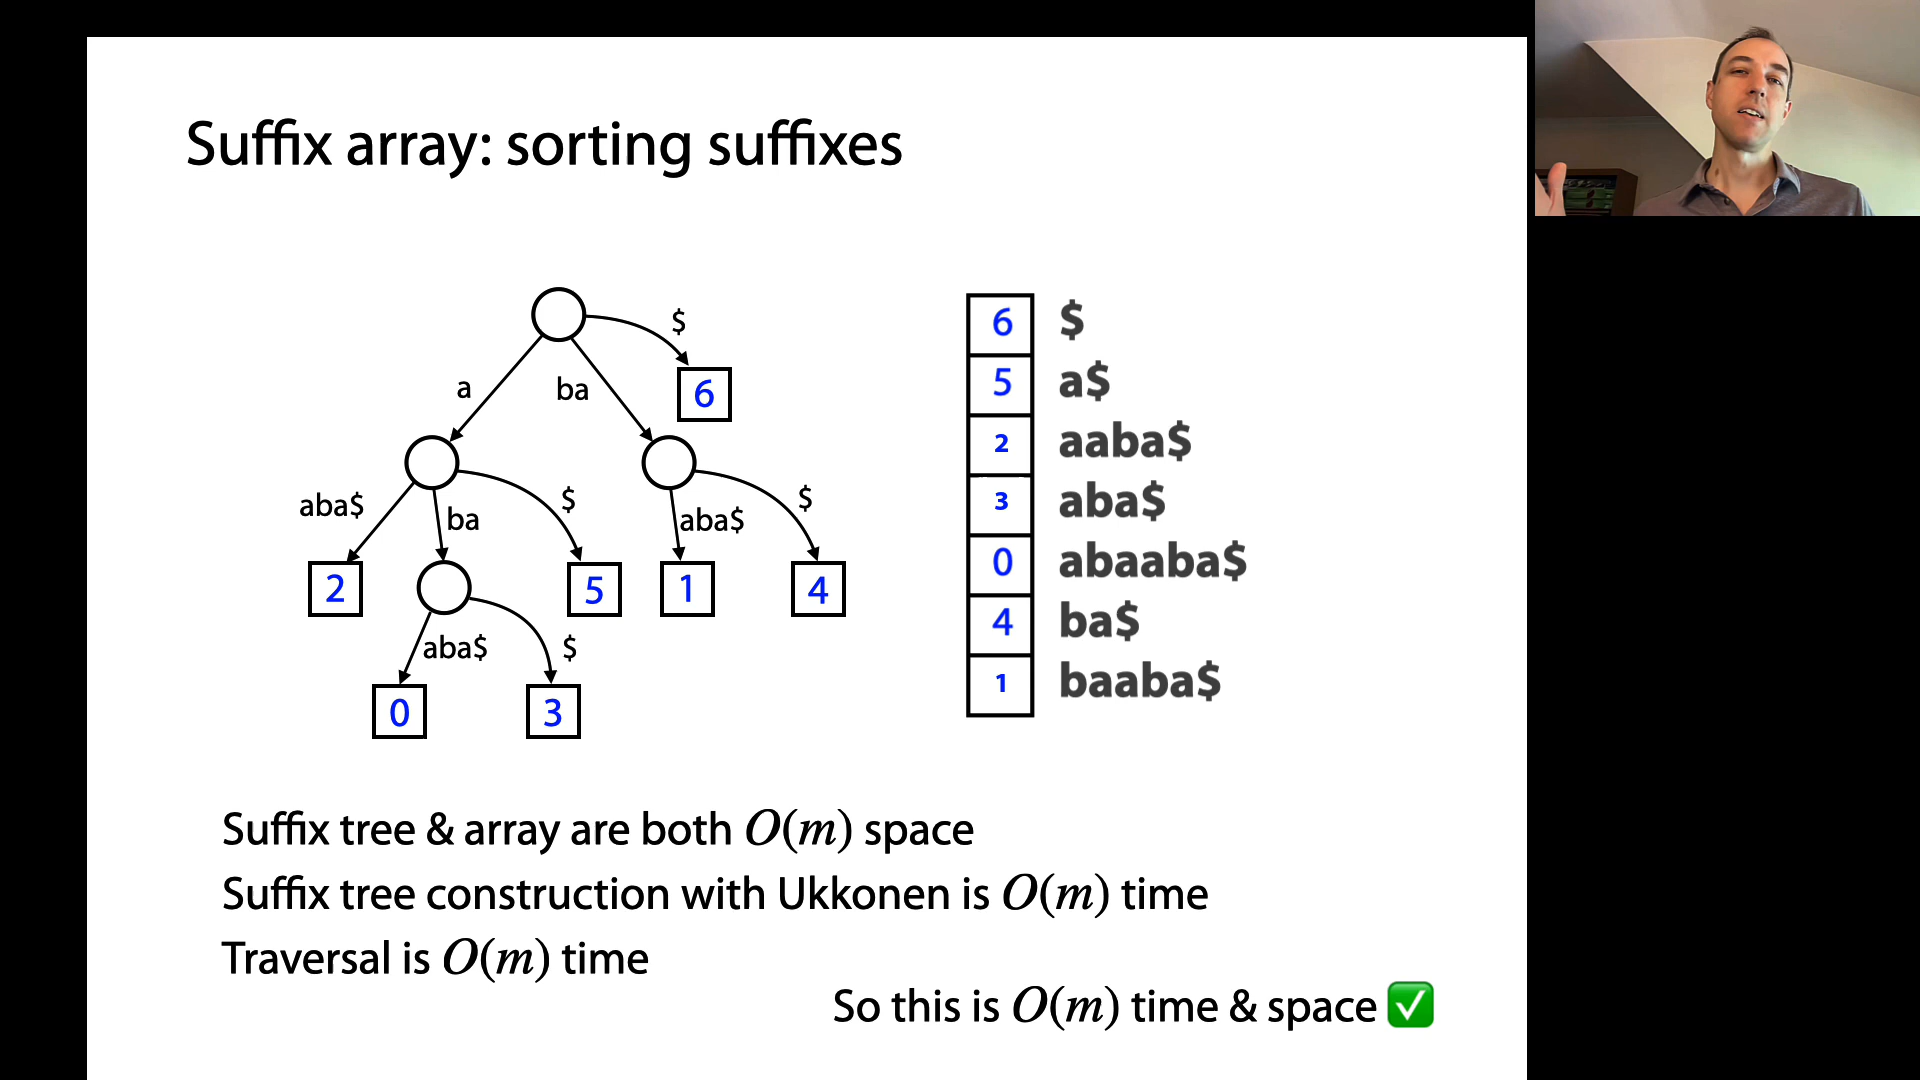 Suffix array: sorting suffixes
$
a
ba
6
aba$
ba
$
aba$
$
2
5
1
4
aba$
$
0
3
6 $
5 a$
2 aaba$
3 aba$
0 abaaba$
4 ba$
1 baaba$
Suffix tree & array are both O(m) space
Suffix tree construction with Ukkonen is O(m) time
Traversal is O(m) time
So this is O(m) time & space ✅